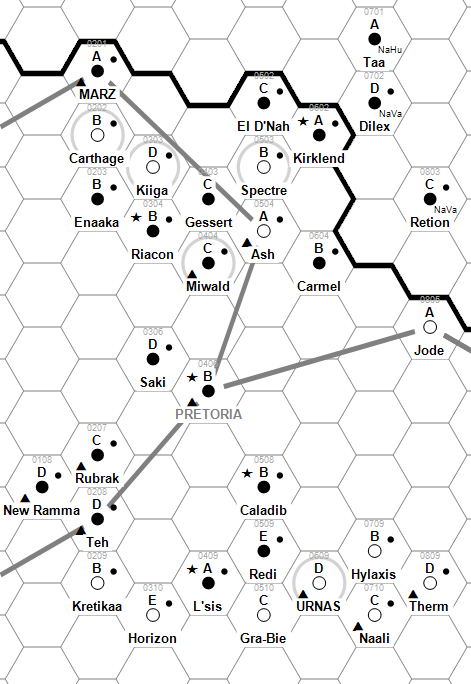 0701
A
NaHu
Taa
0201
A
MARZ
0702
D
NaVa
Dilex
0502
C
El D'Nah
0602
A
Kirklend
0202
B
Carthage
0303
D
Kiiga
0503
B
Spectre
0203
B
Enaaka
0403
C
Gessert
0803
C
NaVa
Retion
0304
B
Riacon
0504
A
Ash
0404
C
Miwald
0604
B
Carmel
0805
A
Jode
0306
D
Saki
0406
B
PRETORIA
0207
C
Rubrak
0108
D
New Ramma
0508
B
Caladib
0208
D
Teh
0509
E
Redi
0709
B
Hylaxis
0209
B
Kretikaa
0409
A
L'sis
0609
D
URNAS
0809
D
Therm
0310
E
Horizon
0510
C
Gra-Bie
0710
C
Naali